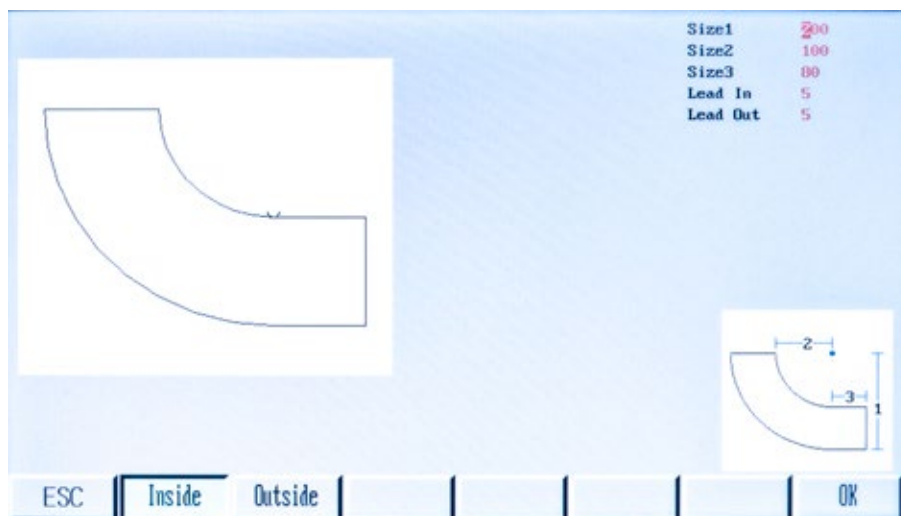 Size1 200
Size2 100
Size3 80
Lead In 5
Lead Out 5
2
3
1
ESC Inside Outside OK